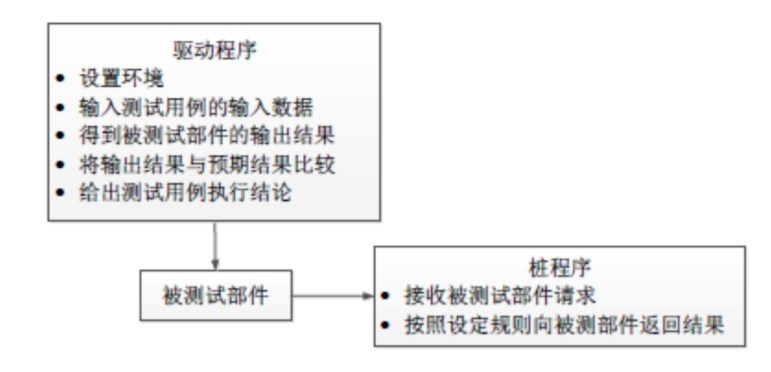 驱动程序
• 设置环境
• 输入测试用例的输入数据
• 得到被测试部件的输出结果
• 将输出结果与预期结果比较
• 给出测试用例执行结论
被测试部件
桩程序
• 接收被测试部件请求
• 按照设定规则向被测部件返回结果